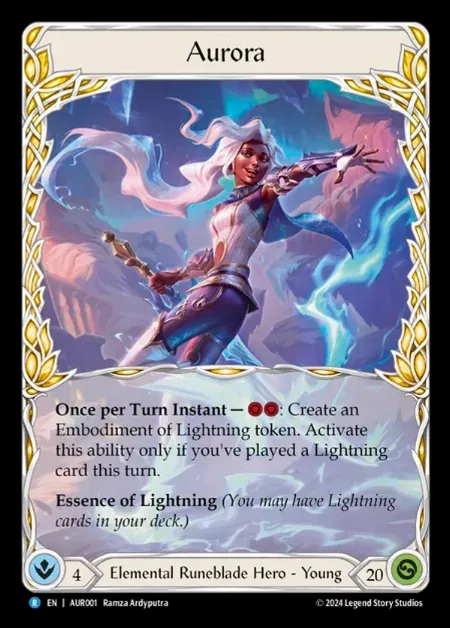 Aurora
Once per Turn Instant — : Create an
Embodiment of Lightning token. Activate
this ability only if you've played a Lightning
card this turn.
Essence of Lightning (You may have Lightning
cards in your deck.)
4 Elemental Runeblade Hero - Young 20
R EN | AUR001 Ramza Ardyputra © 2024 Legend Story Studios